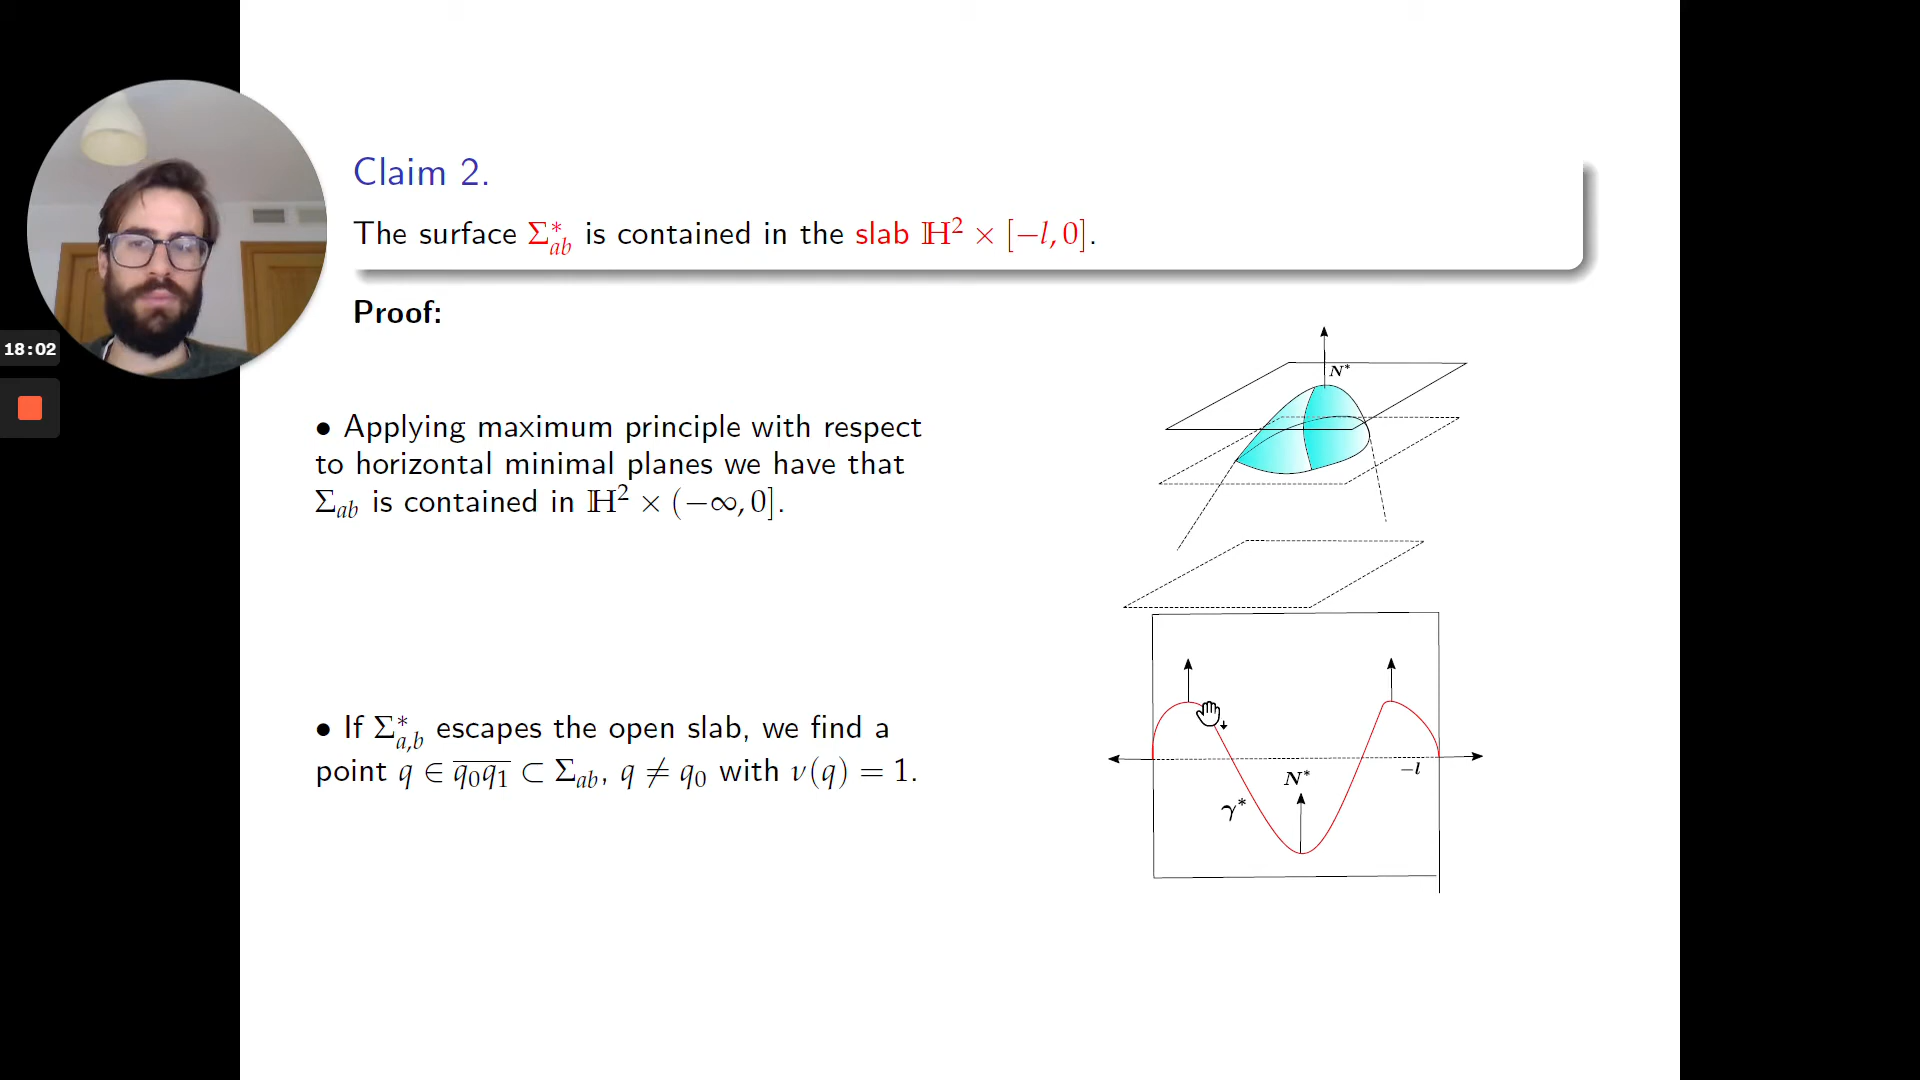 Claim 2.
The surface Σ*ab is contained in the slab ℍ² × [−l, 0].
Proof:
18:02
N*
• Applying maximum principle with respect
to horizontal minimal planes we have that
Σab is contained in ℍ² × (−∞, 0].
• If Σ*a,b escapes the open slab, we find a
point q ∈ q̅0̅q̅1̅ ⊂ Σab, q ≠ q0 with ν(q) = 1.
−l
N*
γ*